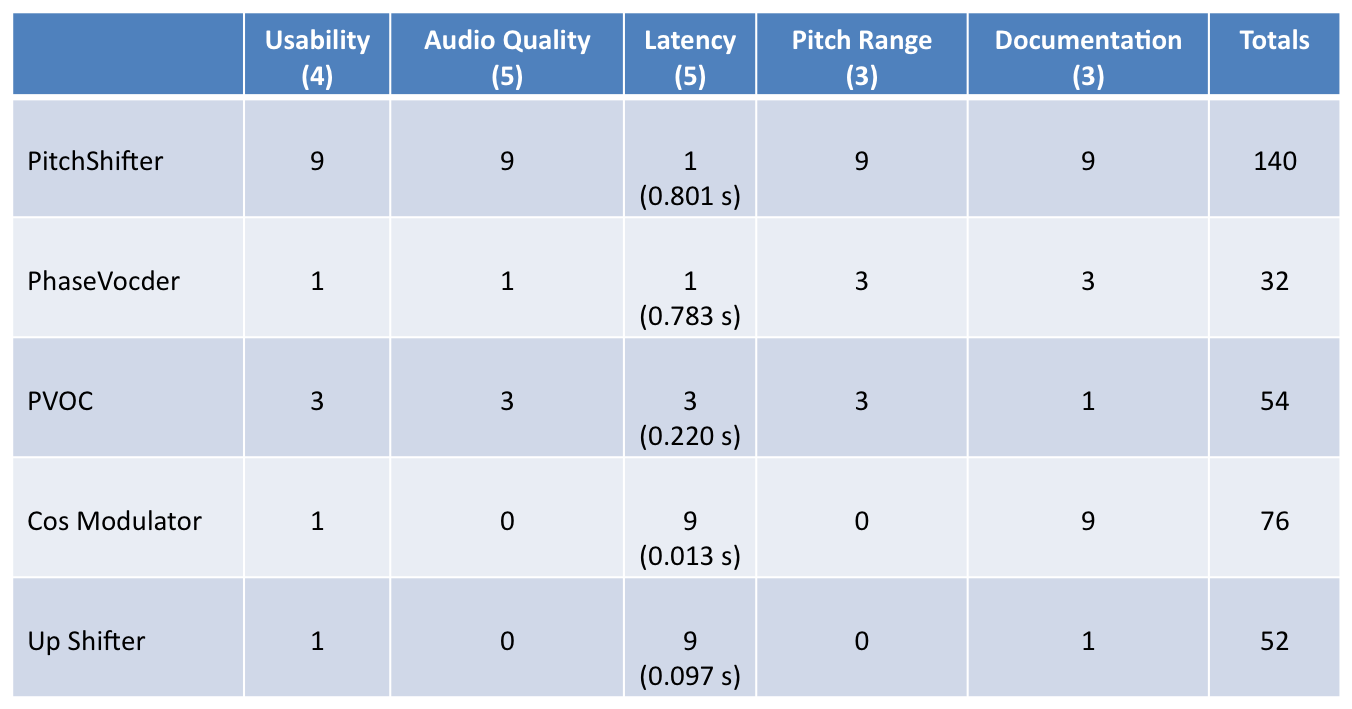 Usability Audio Quality Latency Pitch Range Documentation Totals
(4) (5) (5) (3) (3)
PitchShifter 9 9 1 9 9 140
(0.801 s)
PhaseVocder 1 1 1 3 3 32
(0.783 s)
PVOC 3 3 3 3 1 54
(0.220 s)
Cos Modulator 1 0 9 0 9 76
(0.013 s)
Up Shifter 1 0 9 0 1 52
(0.097 s)